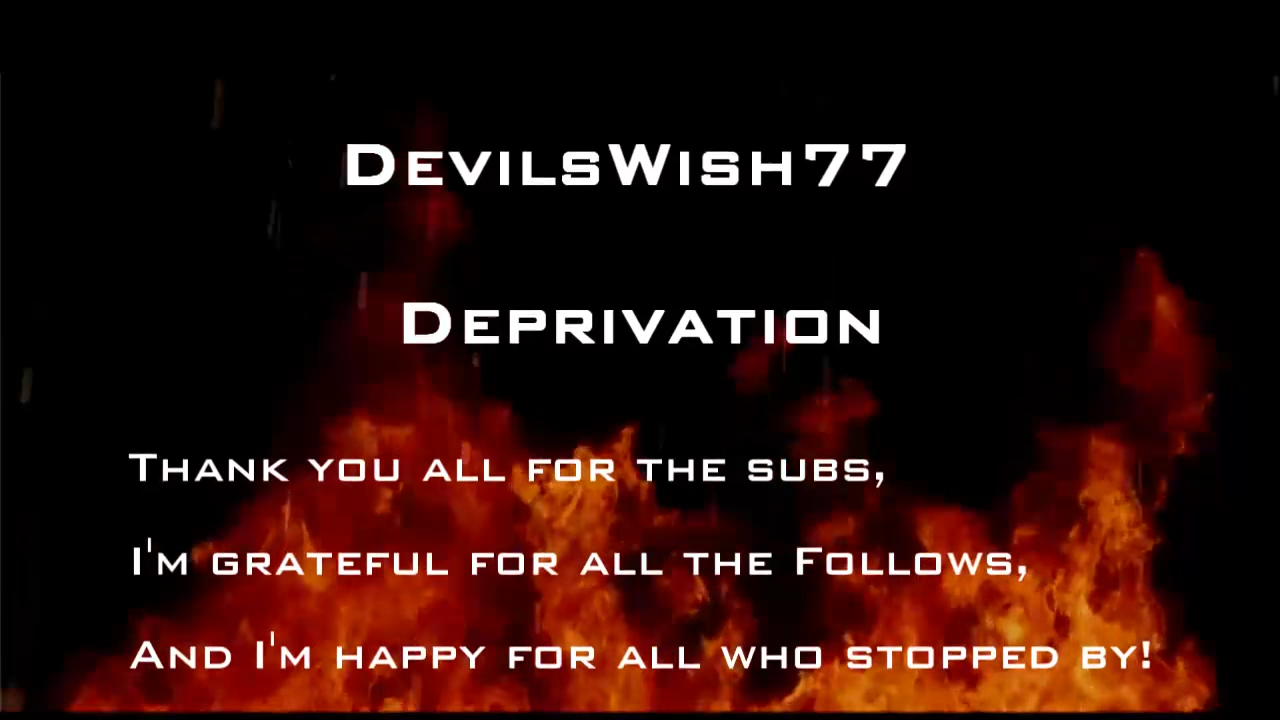 DevilsWish77
Deprivation
Thank you all for the subs,
I'm grateful for all the Follows,
And I'm happy for all who stopped by!